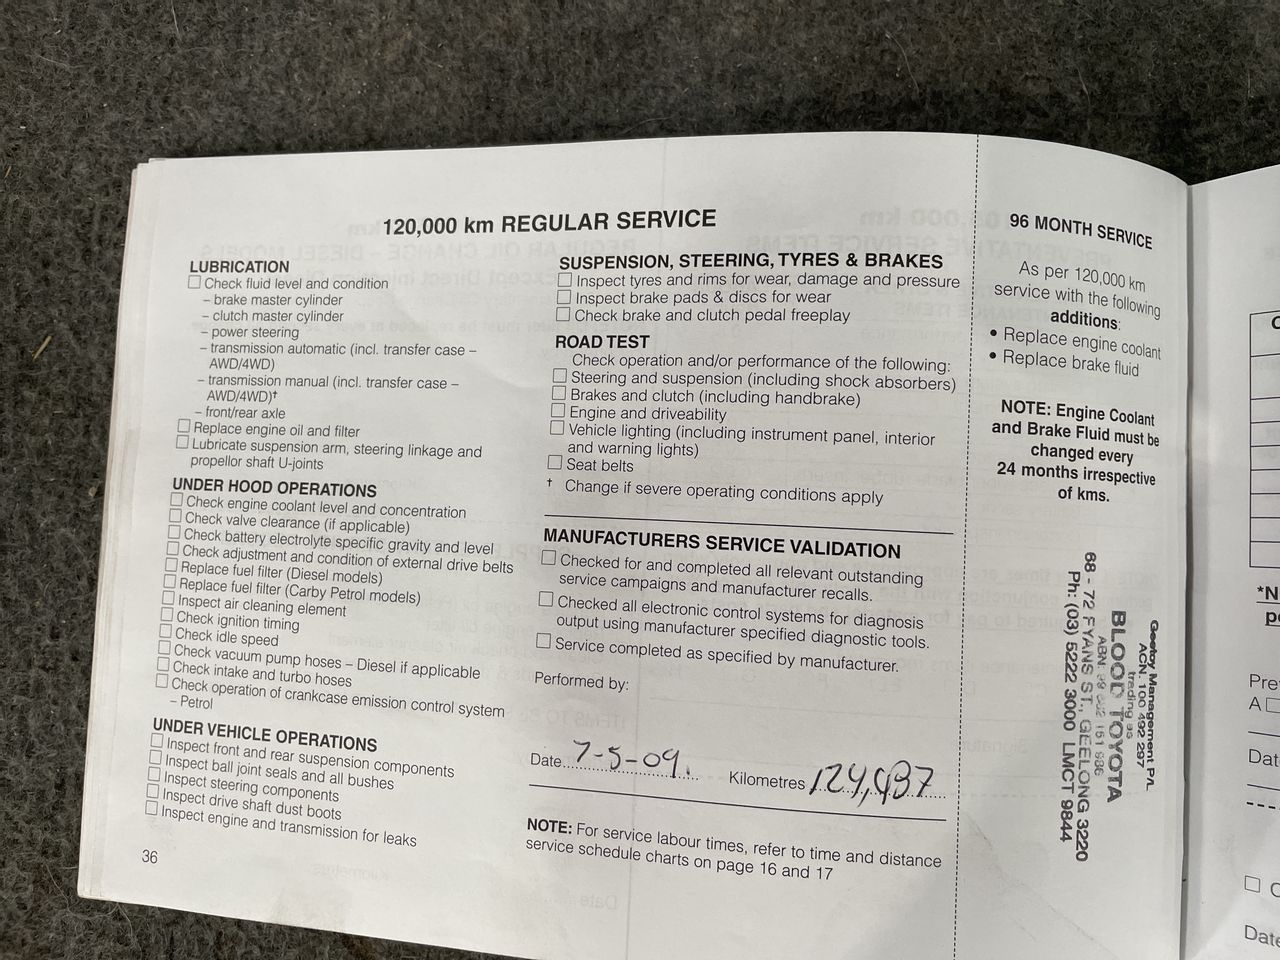 120,000 km REGULAR SERVICE
LUBRICATION
Check fluid level and condition
– brake master cylinder
– clutch master cylinder
– power steering
– transmission automatic (incl. transfer case –
AWD/4WD)
– transmission manual (incl. transfer case –
AWD/4WD)†
– front/rear axle
Replace engine oil and filter
Lubricate suspension arm, steering linkage and
propellor shaft U-joints
UNDER HOOD OPERATIONS
Check engine coolant level and concentration
Check valve clearance (if applicable)
Check battery electrolyte specific gravity and level
Check adjustment and condition of external drive belts
Replace fuel filter (Diesel models)
Replace fuel filter (Carby Petrol models)
Inspect air cleaning element
Check ignition timing
Check idle speed
Check vacuum pump hoses – Diesel if applicable
Check intake and turbo hoses
Check operation of crankcase emission control system
– Petrol
UNDER VEHICLE OPERATIONS
Inspect front and rear suspension components
Inspect ball joint seals and all bushes
Inspect steering components
Inspect drive shaft dust boots
Inspect engine and transmission for leaks
36
SUSPENSION, STEERING, TYRES & BRAKES
Inspect tyres and rims for wear, damage and pressure
Inspect brake pads & discs for wear
Check brake and clutch pedal freeplay
ROAD TEST
Check operation and/or performance of the following:
Steering and suspension (including shock absorbers)
Brakes and clutch (including handbrake)
Engine and driveability
Vehicle lighting (including instrument panel, interior
and warning lights)
Seat belts
† Change if severe operating conditions apply
MANUFACTURERS SERVICE VALIDATION
Checked for and completed all relevant outstanding
service campaigns and manufacturer recalls.
Checked all electronic control systems for diagnosis
output using manufacturer specified diagnostic tools.
Service completed as specified by manufacturer.
Performed by:
Date 7-5-09. Kilometres
NOTE: For service labour times, refer to time and distance
service schedule charts on page 16 and 17
96 MONTH SERVICE
As per 120,000 km
service with the following
additions:
• Replace engine coolant
• Replace brake fluid
NOTE: Engine Coolant
and Brake Fluid must be
changed every
24 months irrespective
of kms.
Management P/L
ACN. 100 492 297
trading as
BLOOD TOYOTA
ABN:
68 - 72 FYANS ST., GEELONG 3220
Ph: (03) 5222 3000 LMCT 9844
A